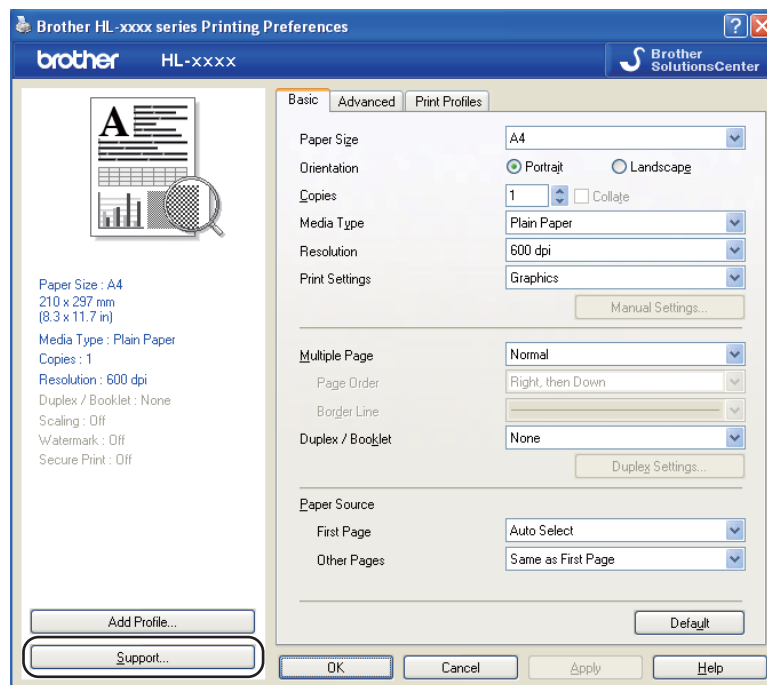 Brother HL-xxxx series Printing Preferences
brother HL-xxxx
Brother
SolutionsCenter
A
Paper Size : A4
210 x 297 mm
(8.3 x 11.7 in)
Media Type : Plain Paper
Copies : 1
Resolution : 600 dpi
Duplex / Booklet : None
Scaling : Off
Watermark : Off
Secure Print : Off
Add Profile...
Support...
Basic Advanced Print Profiles
Paper Size A4
Orientation Portrait Landscape
Copies 1 Collate
Media Type Plain Paper
Resolution 600 dpi
Print Settings Graphics
Manual Settings...
Multiple Page Normal
Page Order Right, then Down
Border Line
Duplex / Booklet None
Duplex Settings...
Paper Source
First Page Auto Select
Other Pages Same as First Page
Default
OK Cancel Apply Help